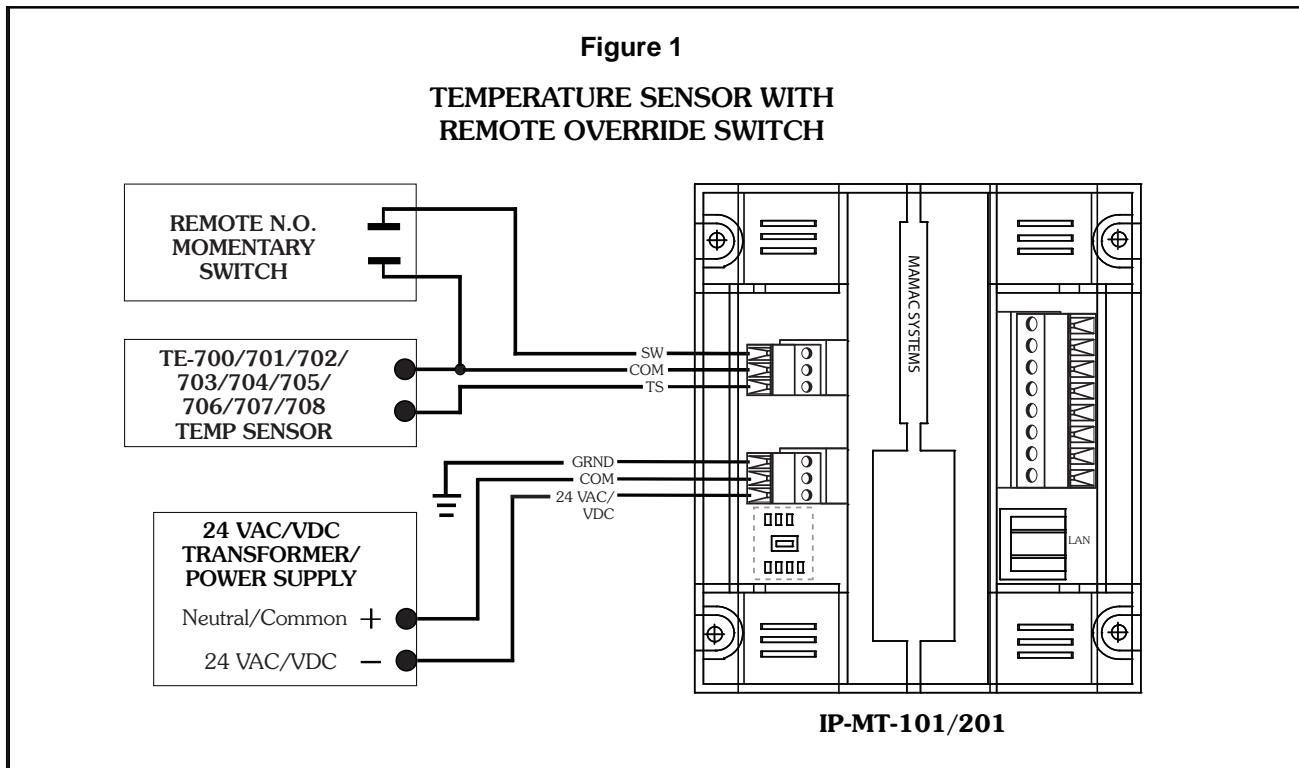 Figure 1
TEMPERATURE SENSOR WITH
REMOTE OVERRIDE SWITCH
REMOTE N.O.
MOMENTARY
SWITCH
TE-700/701/702/
703/704/705/
706/707/708
TEMP SENSOR
24 VAC/VDC
TRANSFORMER/
POWER SUPPLY
Neutral/Common +
24 VAC/VDC –
SW
COM
TS
GRND
COM
24 VAC/
VDC
MAMAC SYSTEMS
LAN
IP-MT-101/201